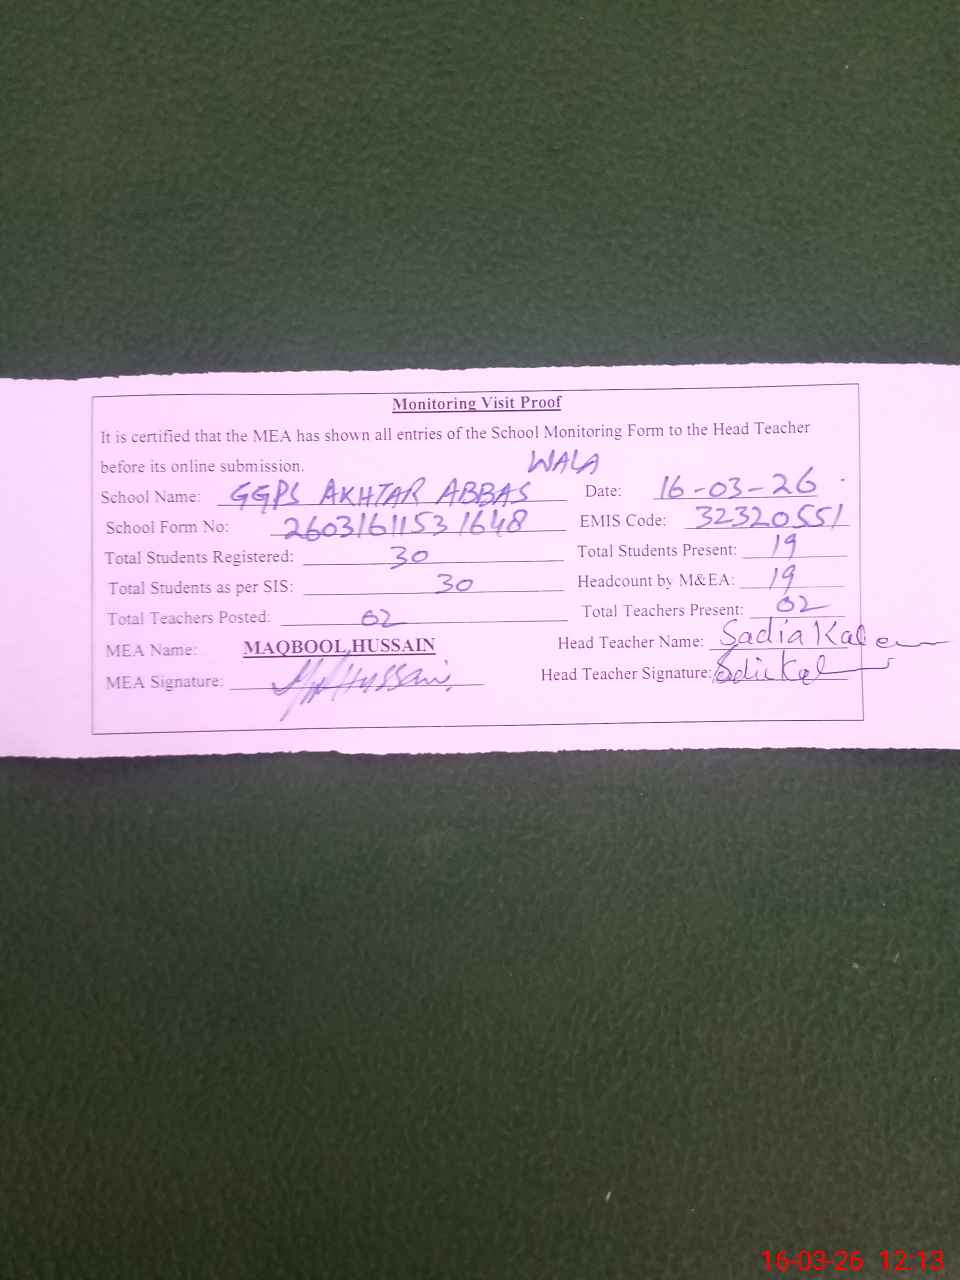 Monitoring Visit Proof
It is certified that the MEA has shown all entries of the School Monitoring Form to the Head Teacher
before its online submission.
WALA
School Name: GGPS AKHTAR ABBAS Date: 16-03-26
School Form No: 2603161153 1648 EMIS Code: 32320551
Total Students Registered: 30 Total Students Present: 19
Total Students as per SIS: 30 Headcount by M&EA: 19
Total Teachers Posted: 02 Total Teachers Present: 02
MEA Name: MAQBOOL HUSSAIN Head Teacher Name: Sadia Kaleem
MEA Signature: Hussain Head Teacher Signature:
16-03-26 12:13